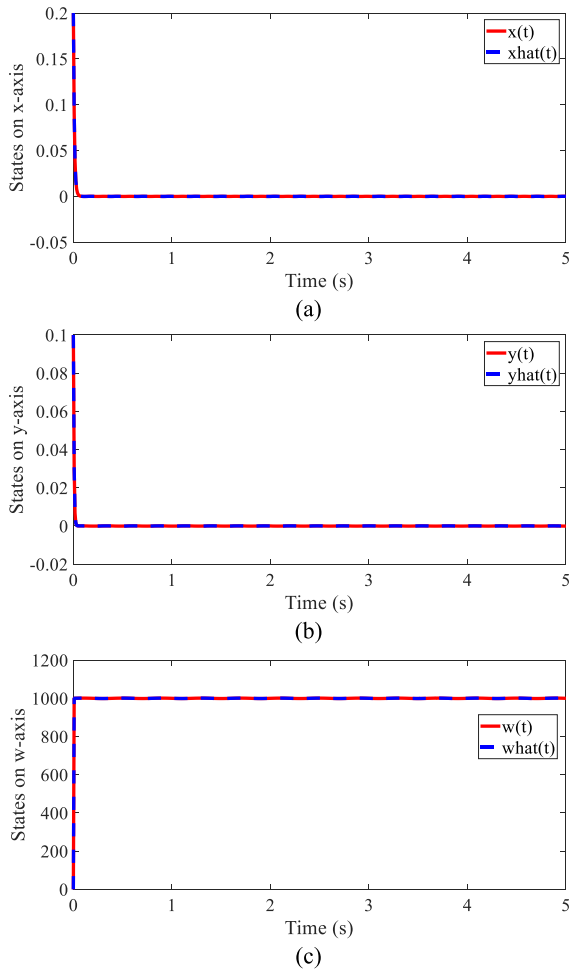 0.2
0.15
0.1
0.05
0
-0.05
States on x-axis
x(t)
xhat(t)
0 1 2 3 4 5
Time (s)
(a)
0.1
0.08
0.06
0.04
0.02
0
-0.02
States on y-axis
y(t)
yhat(t)
0 1 2 3 4 5
Time (s)
(b)
1200
1000
800
600
400
200
0
States on w-axis
w(t)
what(t)
0 1 2 3 4 5
Time (s)
(c)